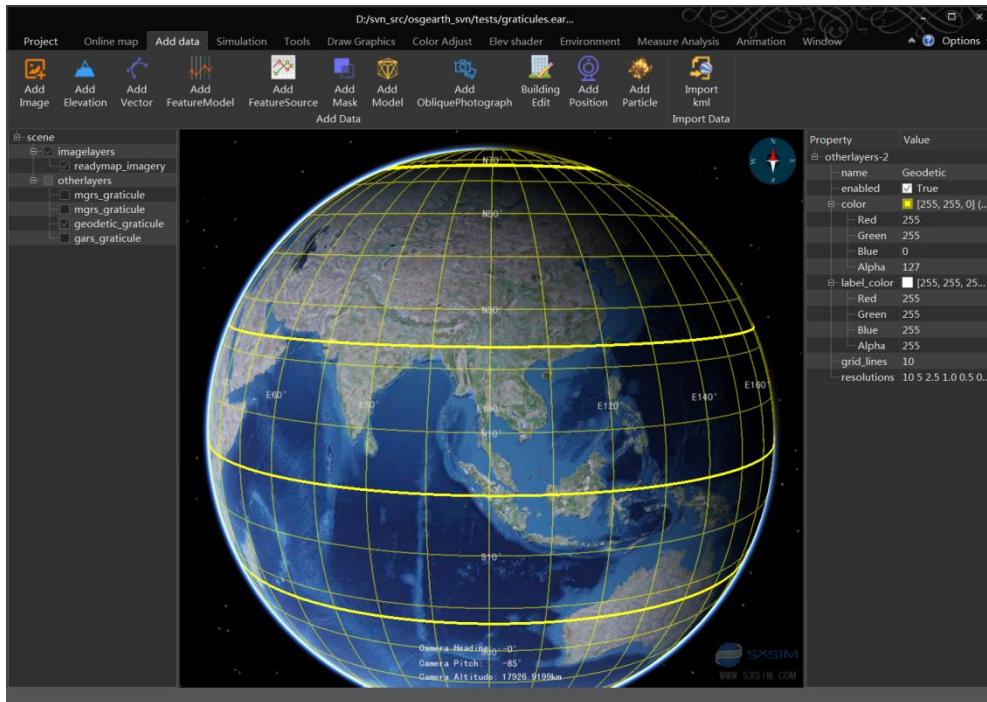 D:/svn_src/osgearth_svn/tests/graticules.ear...
Project Online map Add data Simulation Tools Draw Graphics Color Adjust Elev shader Environment Measure Analysis Animation Window Options
Add Image Add Elevation Add Vector Add FeatureModel Add FeatureSource Add Mask Add Model Add ObliquePhotograph Building Edit Add Position Add Particle Import kml
Add Data Import Data
scene
imagelayers
readymap_imagery
otherlayers
mgrs_graticule
mgrs_graticule
geodetic_graticule
gars_graticule
N
N70°
N50°
N30°
E60° E80° E100° E120° E140° E160°
N10°
S10°
Camera Heading: -0°
Camera Pitch: -85°
Camera Altitude: 17926.9195km
SXSIM
WWW.SXSIM.COM
Property Value
otherlayers-2
name Geodetic
enabled True
color [255, 255, 0] (...
Red 255
Green 255
Blue 0
Alpha 127
label_color [255, 255, 25...
Red 255
Green 255
Blue 255
Alpha 255
grid_lines 10
resolutions 10 5 2.5 1.0 0.5 0...